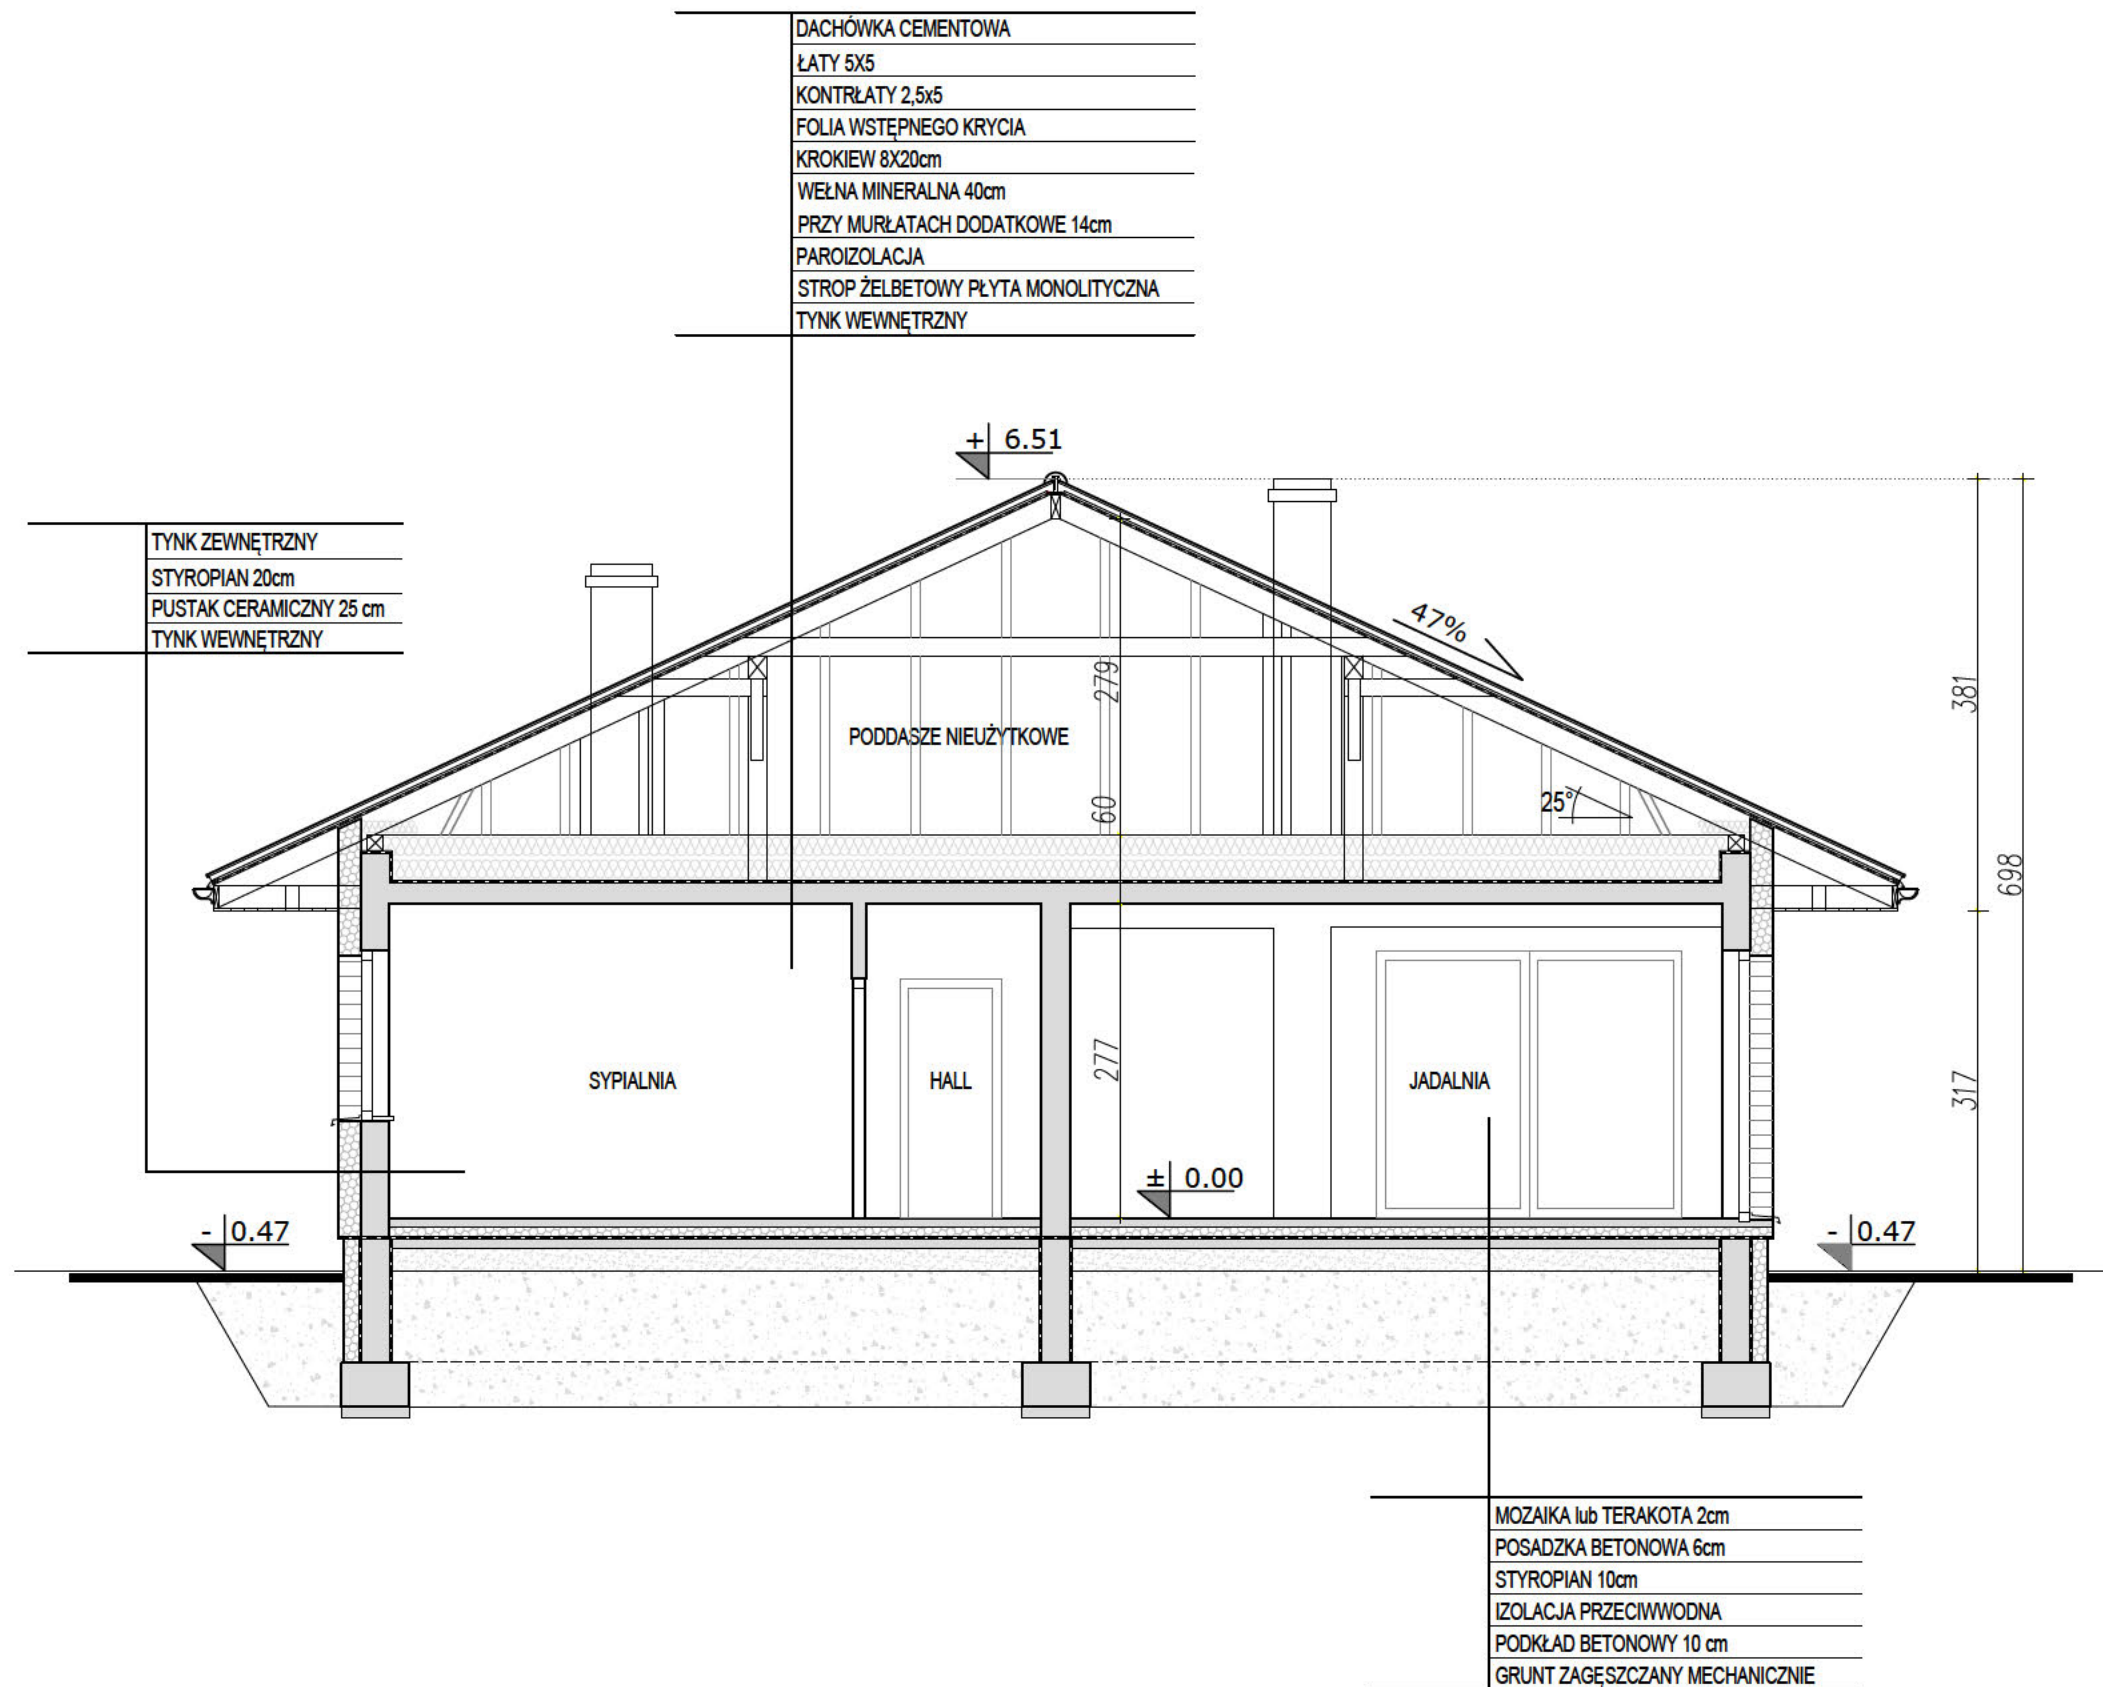 DACHÓWKA CEMENTOWA
ŁATY 5X5
KONTRŁATY 2,5x5
FOLIA WSTĘPNEGO KRYCIA
KROKIEW 8X20cm
WEŁNA MINERALNA 40cm
PRZY MURŁATACH DODATKOWE 14cm
PAROIZOLACJA
STROP ŻELBETOWY PŁYTA MONOLITYCZNA
TYNK WEWNĘTRZNY
+ 6.51
TYNK ZEWNĘTRZNY
STYROPIAN 20cm
PUSTAK CERAMICZNY 25 cm
TYNK WEWNĘTRZNY
47%
279
381
PODDASZE NIEUŻYTKOWE
60
25°
698
277
317
SYPIALNIA
HALL
JADALNIA
± 0.00
- 0.47
- 0.47
MOZAIKA lub TERAKOTA 2cm
POSADZKA BETONOWA 6cm
STYROPIAN 10cm
IZOLACJA PRZECIWWODNA
PODKŁAD BETONOWY 10 cm
GRUNT ZAGĘSZCZANY MECHANICZNIE